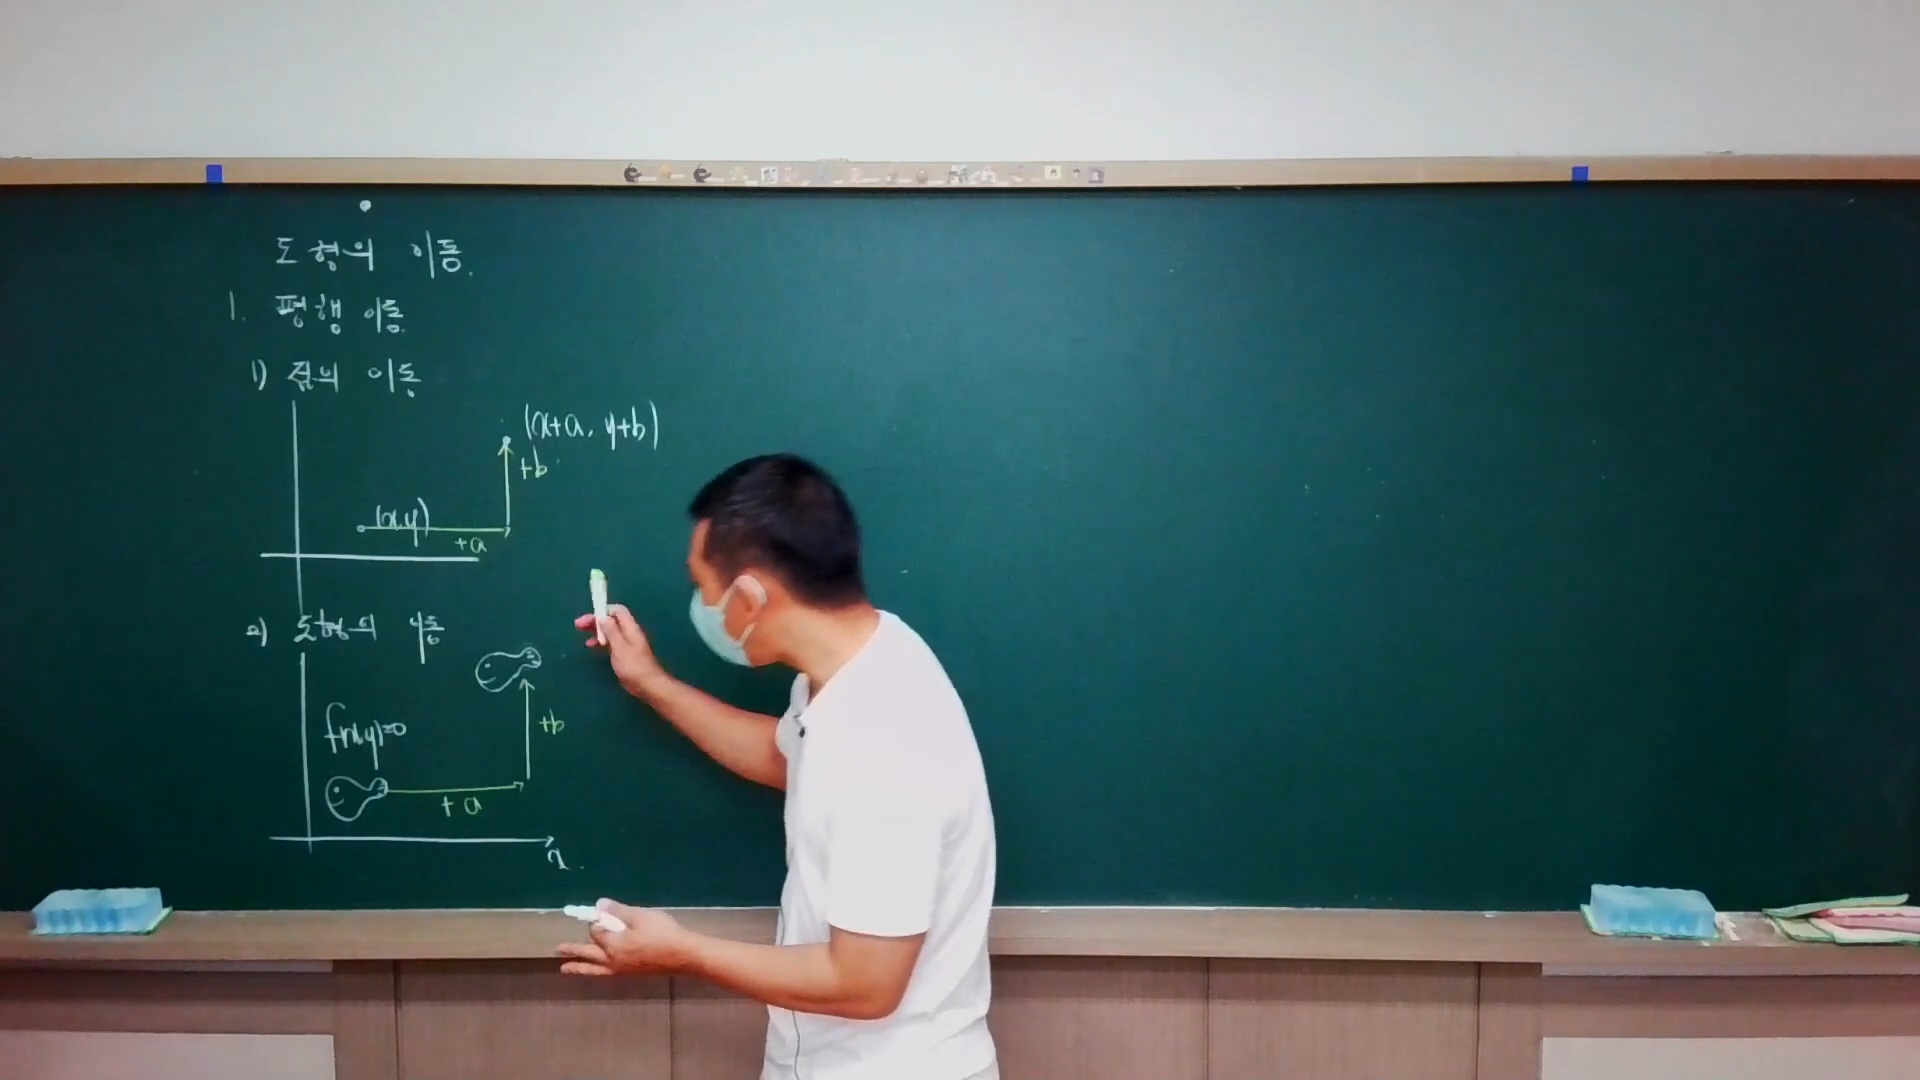 도형의 이동.
1. 평행 이동.
1) 점의 이동
(x+a, y+b)
+b
(x,y)
+a
2) 도형의 이동
f(x,y)=0
+b
+a
x.